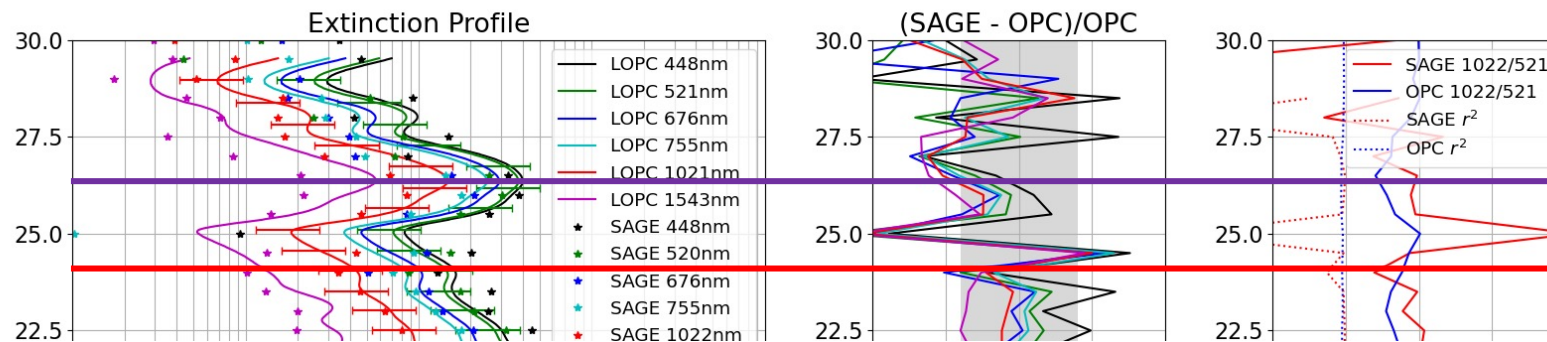 Extinction Profile
(SAGE - OPC)/OPC
30.0
27.5
25.0
22.5
LOPC 448nm
LOPC 521nm
LOPC 676nm
LOPC 755nm
LOPC 1021nm
LOPC 1543nm
SAGE 448nm
SAGE 520nm
SAGE 676nm
SAGE 755nm
SAGE 1022nm
30.0
27.5
25.0
22.5
30.0
27.5
25.0
22.5
SAGE 1022/521
OPC 1022/521
SAGE r²
OPC r²